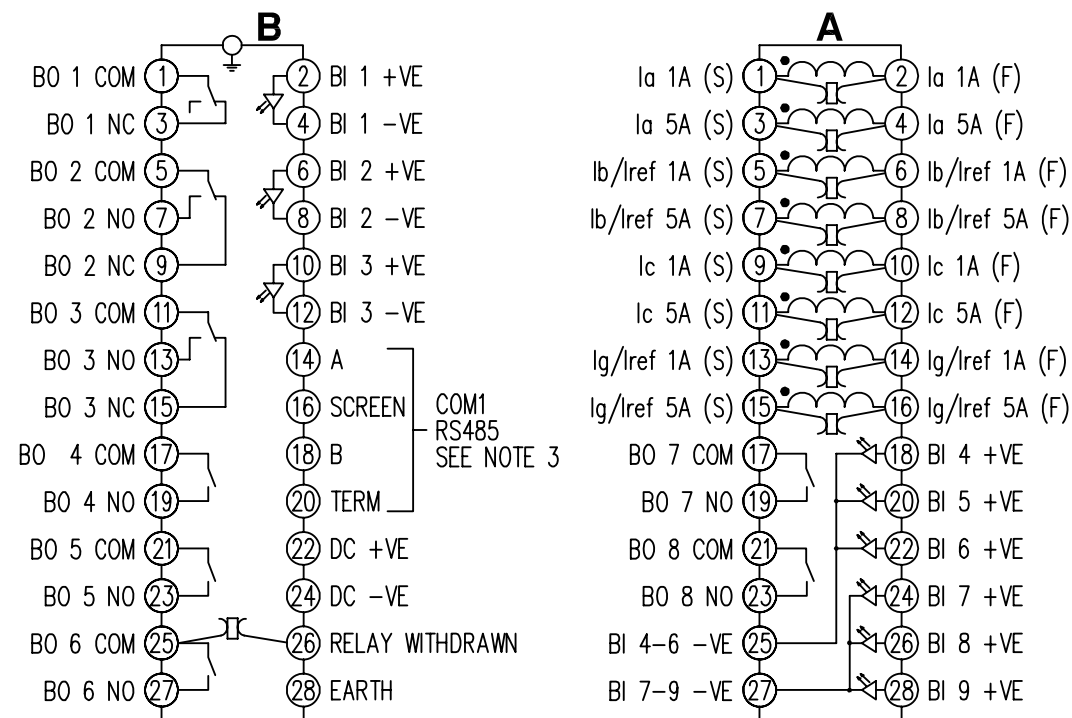 B
BO 1 COM 1 2 BI 1 +VE
BO 1 NC 3 4 BI 1 -VE
BO 2 COM 5 6 BI 2 +VE
BO 2 NO 7 8 BI 2 -VE
BO 2 NC 9 10 BI 3 +VE
BO 3 COM 11 12 BI 3 -VE
BO 3 NO 13 14 A
BO 3 NC 15 16 SCREEN
BO 4 COM 17 18 B
BO 4 NO 19 20 TERM
COM1
RS485
SEE NOTE 3
BO 5 COM 21 22 DC +VE
BO 5 NO 23 24 DC -VE
BO 6 COM 25 26 RELAY WITHDRAWN
BO 6 NO 27 28 EARTH
A
Ia 1A (S) 1 2 Ia 1A (F)
Ia 5A (S) 3 4 Ia 5A (F)
Ib/Iref 1A (S) 5 6 Ib/Iref 1A (F)
Ib/Iref 5A (S) 7 8 Ib/Iref 5A (F)
Ic 1A (S) 9 10 Ic 1A (F)
Ic 5A (S) 11 12 Ic 5A (F)
Ig/Iref 1A (S) 13 14 Ig/Iref 1A (F)
Ig/Iref 5A (S) 15 16 Ig/Iref 5A (F)
BO 7 COM 17 18 BI 4 +VE
BO 7 NO 19 20 BI 5 +VE
BO 8 COM 21 22 BI 6 +VE
BO 8 NO 23 24 BI 7 +VE
BI 4-6 -VE 25 26 BI 8 +VE
BI 7-9 -VE 27 28 BI 9 +VE